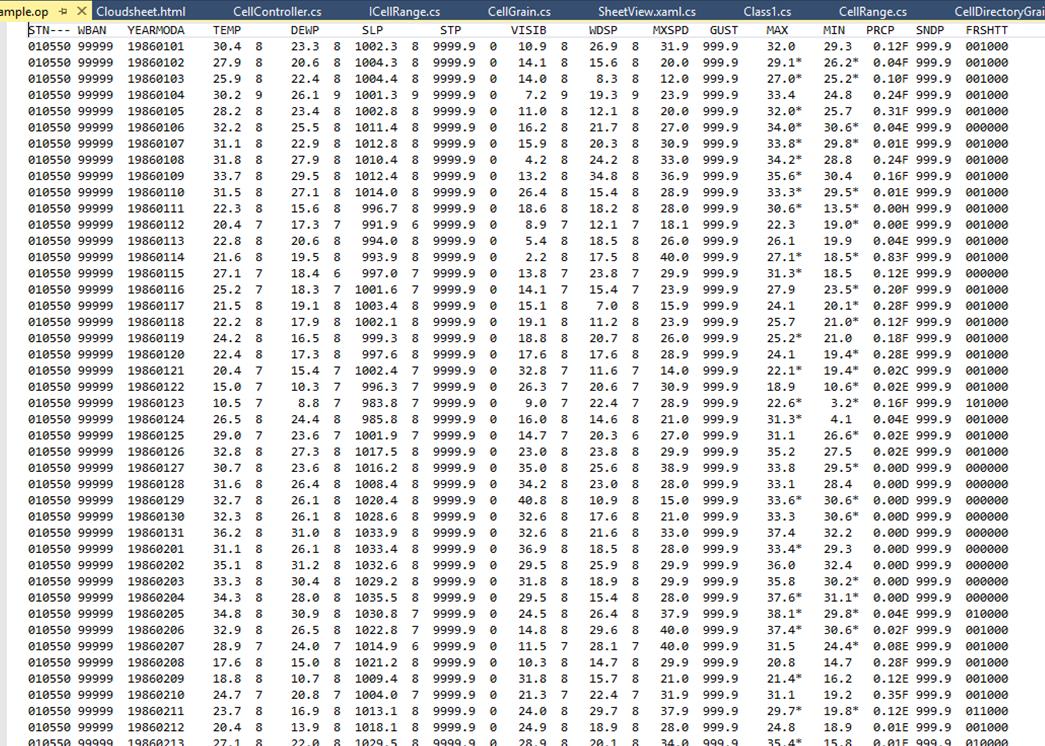 ample.op Cloudsheet.html CellController.cs ICellRange.cs CellGrain.cs SheetView.xaml.cs Class1.cs CellRange.cs CellDirectoryGrai
STN--- WBAN YEARMODA TEMP DEWP SLP STP VISIB WDSP MXSPD GUST MAX MIN PRCP SNDP FRSHTT
010550 99999 19860101 30.4 8 23.3 8 1002.3 8 9999.9 0 10.9 8 26.9 8 31.9 999.9 32.0 29.3 0.12F 999.9 001000
010550 99999 19860102 27.9 8 20.6 8 1004.3 8 9999.9 0 14.1 8 15.6 8 20.0 999.9 29.1* 26.2* 0.04F 999.9 001000
010550 99999 19860103 25.9 8 22.4 8 1004.4 8 9999.9 0 14.0 8 8.3 8 12.0 999.9 27.0* 25.2* 0.10F 999.9 001000
010550 99999 19860104 30.2 9 26.1 9 1001.3 9 9999.9 0 7.2 9 19.3 9 23.9 999.9 33.4 24.8 0.24F 999.9 001000
010550 99999 19860105 28.2 8 23.4 8 1002.8 8 9999.9 0 11.0 8 12.1 8 20.0 999.9 32.0* 25.7 0.31F 999.9 001000
010550 99999 19860106 32.2 8 25.5 8 1011.4 8 9999.9 0 16.2 8 21.7 8 27.0 999.9 34.0* 30.6* 0.04E 999.9 000000
010550 99999 19860107 31.1 8 22.9 8 1012.8 8 9999.9 0 15.9 8 20.3 8 30.9 999.9 33.8* 29.8* 0.01E 999.9 001000
010550 99999 19860108 31.8 8 27.9 8 1010.4 8 9999.9 0 4.2 8 24.2 8 33.0 999.9 34.2* 28.8 0.24F 999.9 001000
010550 99999 19860109 33.7 8 29.5 8 1012.4 8 9999.9 0 13.2 8 34.8 8 36.9 999.9 35.6* 30.4 0.16F 999.9 001000
010550 99999 19860110 31.5 8 27.1 8 1014.0 8 9999.9 0 26.4 8 15.4 8 28.9 999.9 33.3* 29.5* 0.01E 999.9 001000
010550 99999 19860111 22.3 8 15.6 8 996.7 8 9999.9 0 18.6 8 18.2 8 28.0 999.9 30.6* 13.5* 0.00H 999.9 001000
010550 99999 19860112 20.4 7 17.3 7 991.9 6 9999.9 0 8.9 7 12.1 7 18.1 999.9 22.3 19.0* 0.00E 999.9 001000
010550 99999 19860113 22.8 8 20.6 8 994.0 8 9999.9 0 5.4 8 18.5 8 26.0 999.9 26.1 19.9 0.04E 999.9 001000
010550 99999 19860114 21.6 8 19.5 8 993.9 8 9999.9 0 2.2 8 17.5 8 40.0 999.9 27.1* 18.5* 0.83F 999.9 001000
010550 99999 19860115 27.1 7 18.4 6 997.0 7 9999.9 0 13.8 7 23.8 7 29.9 999.9 31.3* 18.5 0.12E 999.9 000000
010550 99999 19860116 25.2 7 18.3 7 1001.6 7 9999.9 0 14.1 7 15.4 7 23.9 999.9 27.9 23.5* 0.20F 999.9 001000
010550 99999 19860117 21.5 8 19.1 8 1003.4 8 9999.9 0 15.1 8 7.0 8 15.9 999.9 24.1 20.1* 0.28F 999.9 001000
010550 99999 19860118 22.2 8 17.9 8 1002.1 8 9999.9 0 19.1 8 11.2 8 23.9 999.9 25.7 21.0* 0.12F 999.9 001000
010550 99999 19860119 24.2 8 16.5 8 999.3 8 9999.9 0 18.8 8 20.7 8 26.0 999.9 25.2* 21.0 0.18F 999.9 001000
010550 99999 19860120 22.4 8 17.3 8 997.6 8 9999.9 0 17.6 8 17.6 8 28.9 999.9 24.1 19.4* 0.28E 999.9 001000
010550 99999 19860121 20.4 7 15.4 7 1002.4 7 9999.9 0 32.8 7 11.6 7 14.0 999.9 22.1* 19.4* 0.02C 999.9 001000
010550 99999 19860122 15.0 7 10.3 7 996.3 7 9999.9 0 26.3 7 20.6 7 30.9 999.9 18.9 10.6* 0.02E 999.9 001000
010550 99999 19860123 10.5 7 8.8 7 983.8 7 9999.9 0 9.0 7 22.4 7 28.9 999.9 22.6* 3.2* 0.16F 999.9 101000
010550 99999 19860124 26.5 8 24.4 8 985.8 8 9999.9 0 16.0 8 14.6 8 21.0 999.9 31.3* 4.1 0.04E 999.9 001000
010550 99999 19860125 29.0 7 23.6 7 1001.9 7 9999.9 0 14.7 7 20.3 6 27.0 999.9 31.1 26.6* 0.02E 999.9 001000
010550 99999 19860126 32.8 8 27.3 8 1017.5 8 9999.9 0 23.0 8 23.8 8 29.9 999.9 35.2 27.5 0.02E 999.9 001000
010550 99999 19860127 30.7 8 23.6 8 1016.2 8 9999.9 0 35.0 8 25.6 8 38.9 999.9 33.8 29.5* 0.00D 999.9 000000
010550 99999 19860128 31.6 8 26.4 8 1008.4 8 9999.9 0 34.2 8 23.0 8 28.0 999.9 33.1 28.4 0.00D 999.9 000000
010550 99999 19860129 32.7 8 26.1 8 1020.4 8 9999.9 0 40.8 8 10.9 8 15.0 999.9 33.6* 30.6* 0.00D 999.9 000000
010550 99999 19860130 32.3 8 26.1 8 1028.6 8 9999.9 0 32.6 8 17.6 8 21.0 999.9 33.3 30.6* 0.00D 999.9 000000
010550 99999 19860131 36.2 8 31.0 8 1033.9 8 9999.9 0 32.6 8 21.6 8 33.0 999.9 37.4 32.2 0.00D 999.9 000000
010550 99999 19860201 31.1 8 26.1 8 1033.4 8 9999.9 0 36.9 8 18.5 8 28.0 999.9 33.4* 29.3 0.00D 999.9 000000
010550 99999 19860202 35.1 8 31.2 8 1032.6 8 9999.9 0 29.5 8 25.9 8 29.9 999.9 36.0 32.4 0.00D 999.9 000000
010550 99999 19860203 33.3 8 30.4 8 1029.2 8 9999.9 0 31.8 8 18.9 8 29.9 999.9 35.8 30.2* 0.00D 999.9 000000
010550 99999 19860204 34.3 8 28.0 8 1035.5 8 9999.9 0 29.5 8 15.4 8 28.0 999.9 37.6* 31.1* 0.00D 999.9 000000
010550 99999 19860205 34.8 8 30.9 8 1030.8 7 9999.9 0 24.5 8 26.4 8 37.9 999.9 38.1* 29.8* 0.04E 999.9 010000
010550 99999 19860206 32.9 8 26.5 8 1022.8 7 9999.9 0 14.8 8 29.6 8 40.0 999.9 37.4* 30.6* 0.02F 999.9 001000
010550 99999 19860207 28.9 7 24.0 7 1014.9 6 9999.9 0 11.5 7 28.1 7 40.0 999.9 31.5 24.4* 0.08E 999.9 001000
010550 99999 19860208 17.6 8 15.0 8 1021.2 8 9999.9 0 10.3 8 14.7 8 29.9 999.9 20.8 14.7 0.28F 999.9 001000
010550 99999 19860209 18.8 8 10.7 8 1009.4 8 9999.9 0 31.8 8 15.7 8 21.0 999.9 21.4* 16.2 0.12E 999.9 001000
010550 99999 19860210 24.7 7 20.8 7 1004.0 7 9999.9 0 21.3 7 22.4 7 31.9 999.9 31.1 19.2 0.35F 999.9 001000
010550 99999 19860211 23.7 8 16.9 8 1013.1 8 9999.9 0 24.0 8 29.7 8 37.9 999.9 29.7* 19.8* 0.12E 999.9 011000
010550 99999 19860212 20.4 8 13.9 8 1018.1 8 9999.9 0 24.9 8 18.9 8 28.0 999.9 24.8 18.9 0.01E 999.9 001000
010550 99999 19860213 27.1 8 22.0 8 1029.5 8 9999.9 0 28.9 8 20.1 8 34.0 999.9 35.4* 15.8 0.01E 999.9 010000